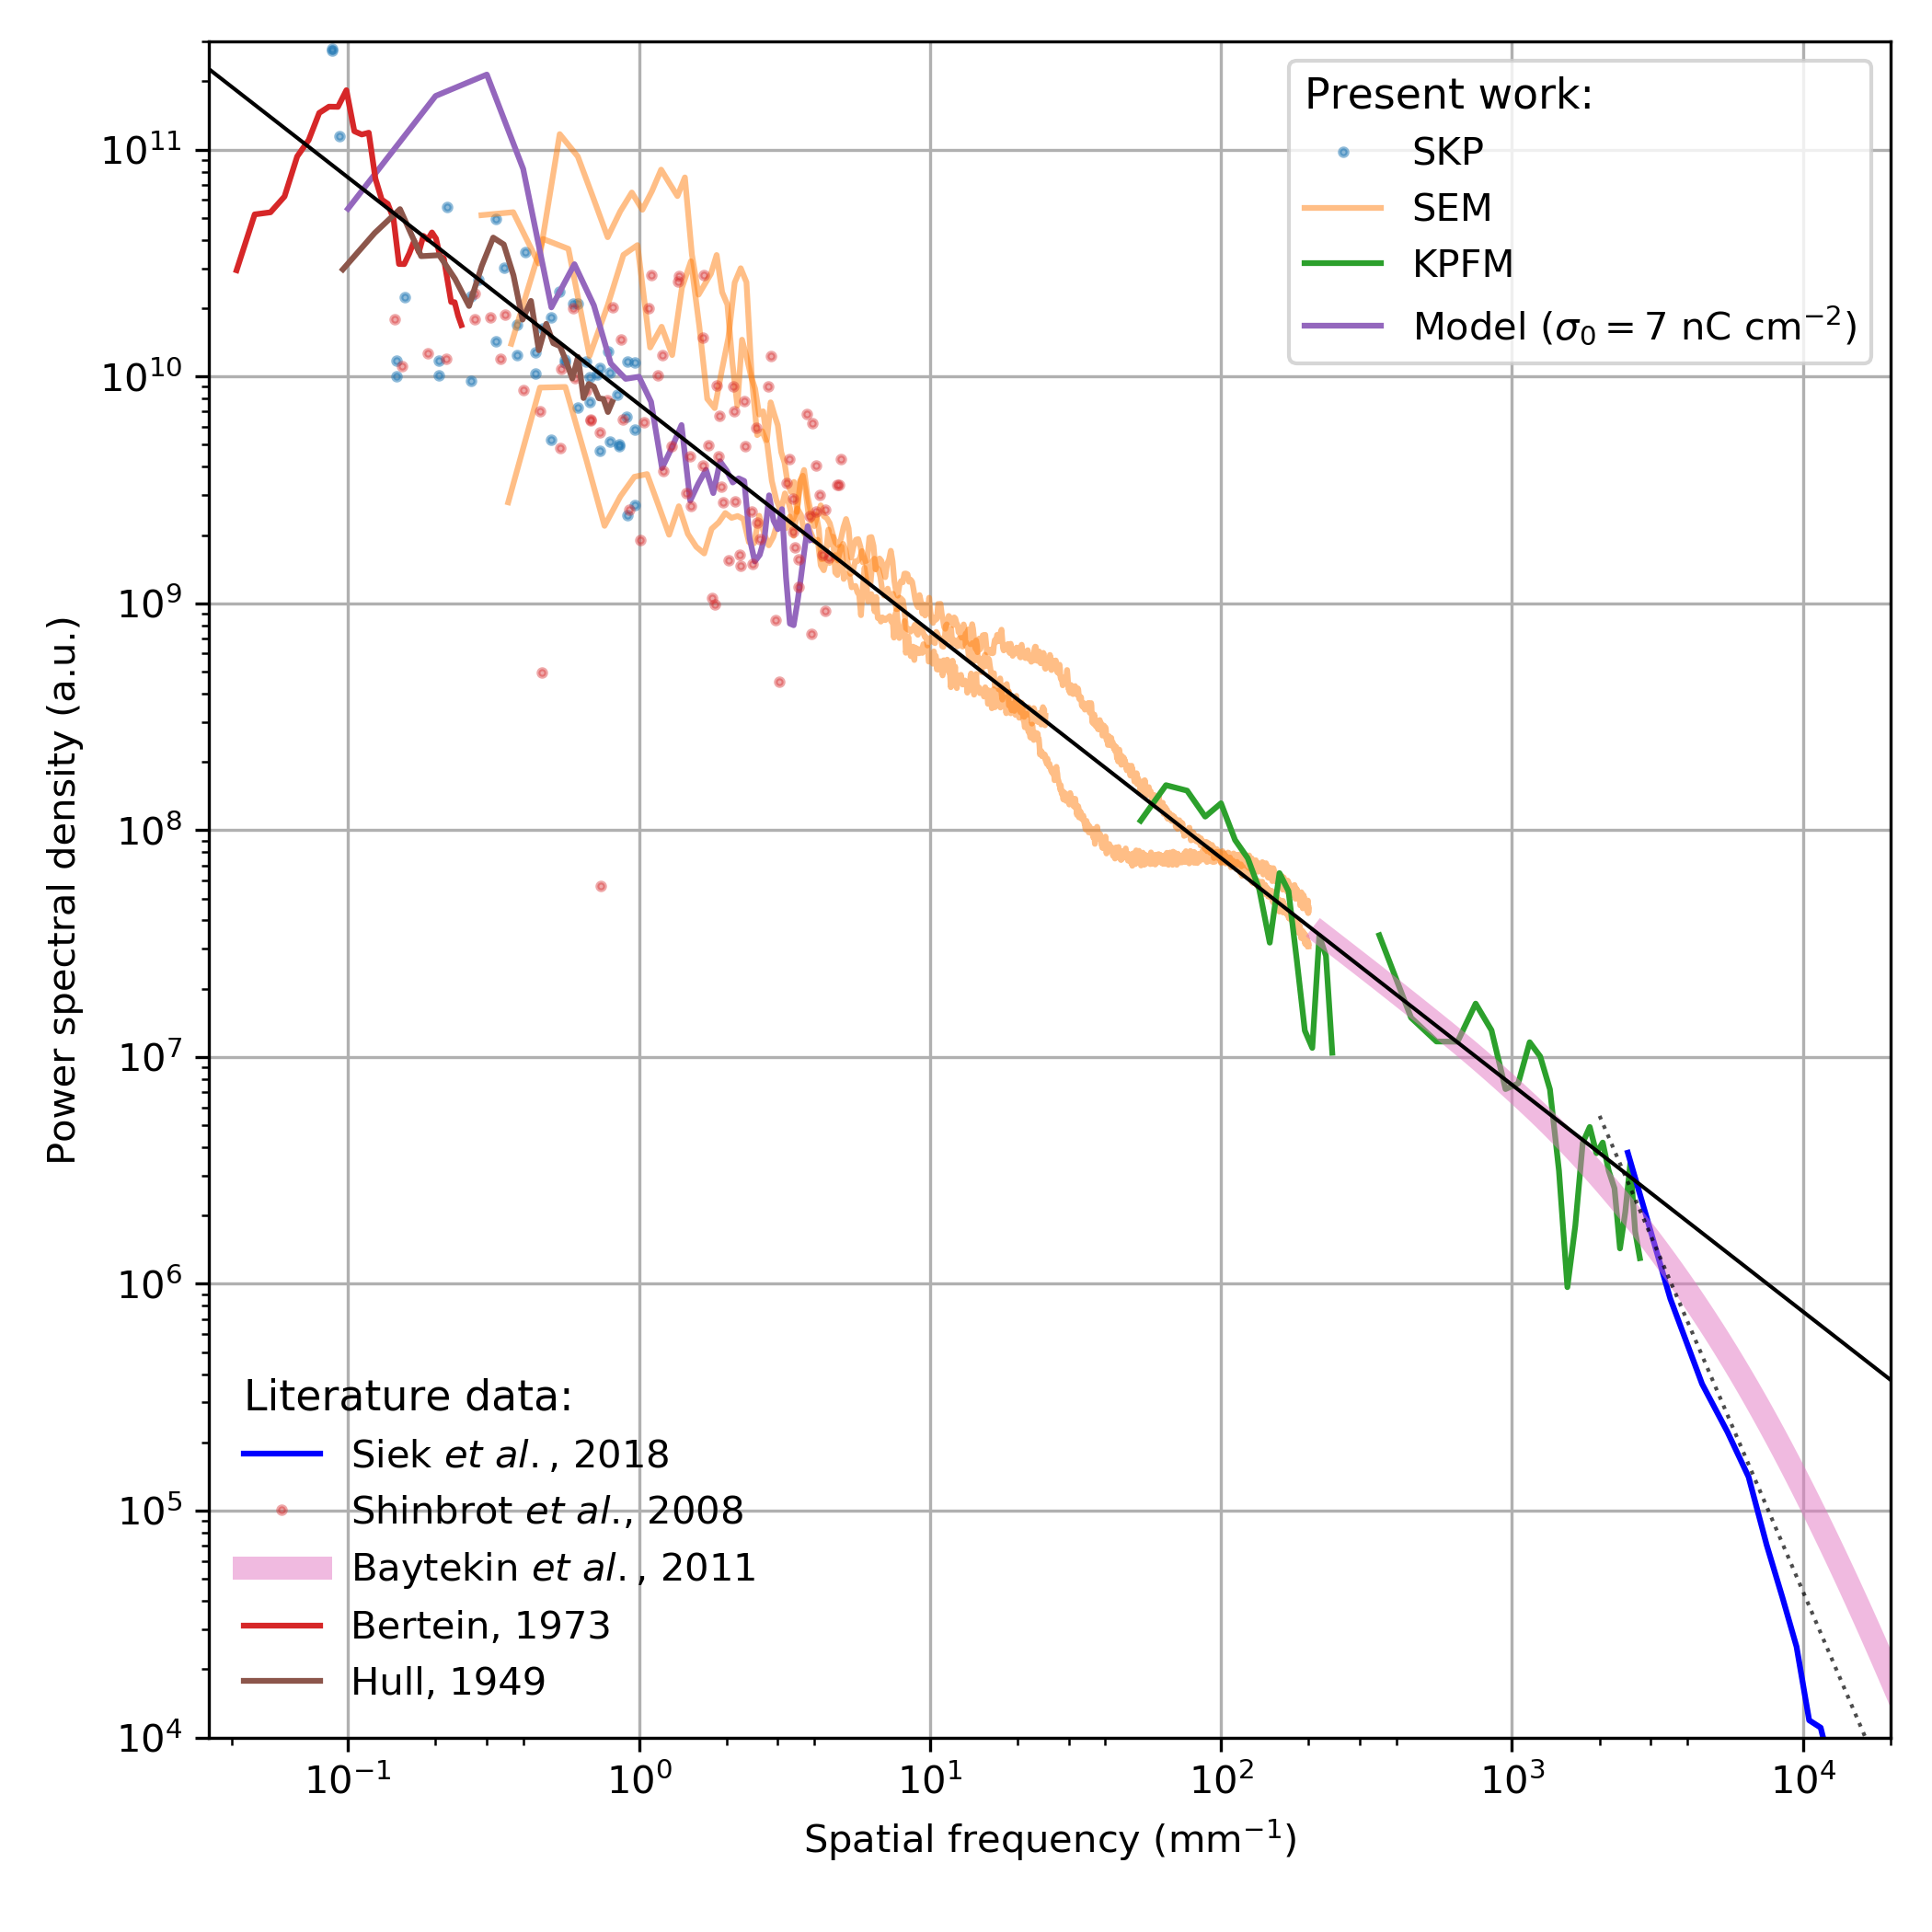 Present work:
SKP
SEM
KPFM
Model (σ₀ = 7 nC cm⁻²)
10¹¹
10¹⁰
10⁹
10⁸
10⁷
10⁶
10⁵
10⁴
Power spectral density (a.u.)
Literature data:
Siek et al., 2018
Shinbrot et al., 2008
Baytekin et al., 2011
Bertein, 1973
Hull, 1949
10⁻¹ 10⁰ 10¹ 10² 10³ 10⁴
Spatial frequency (mm⁻¹)